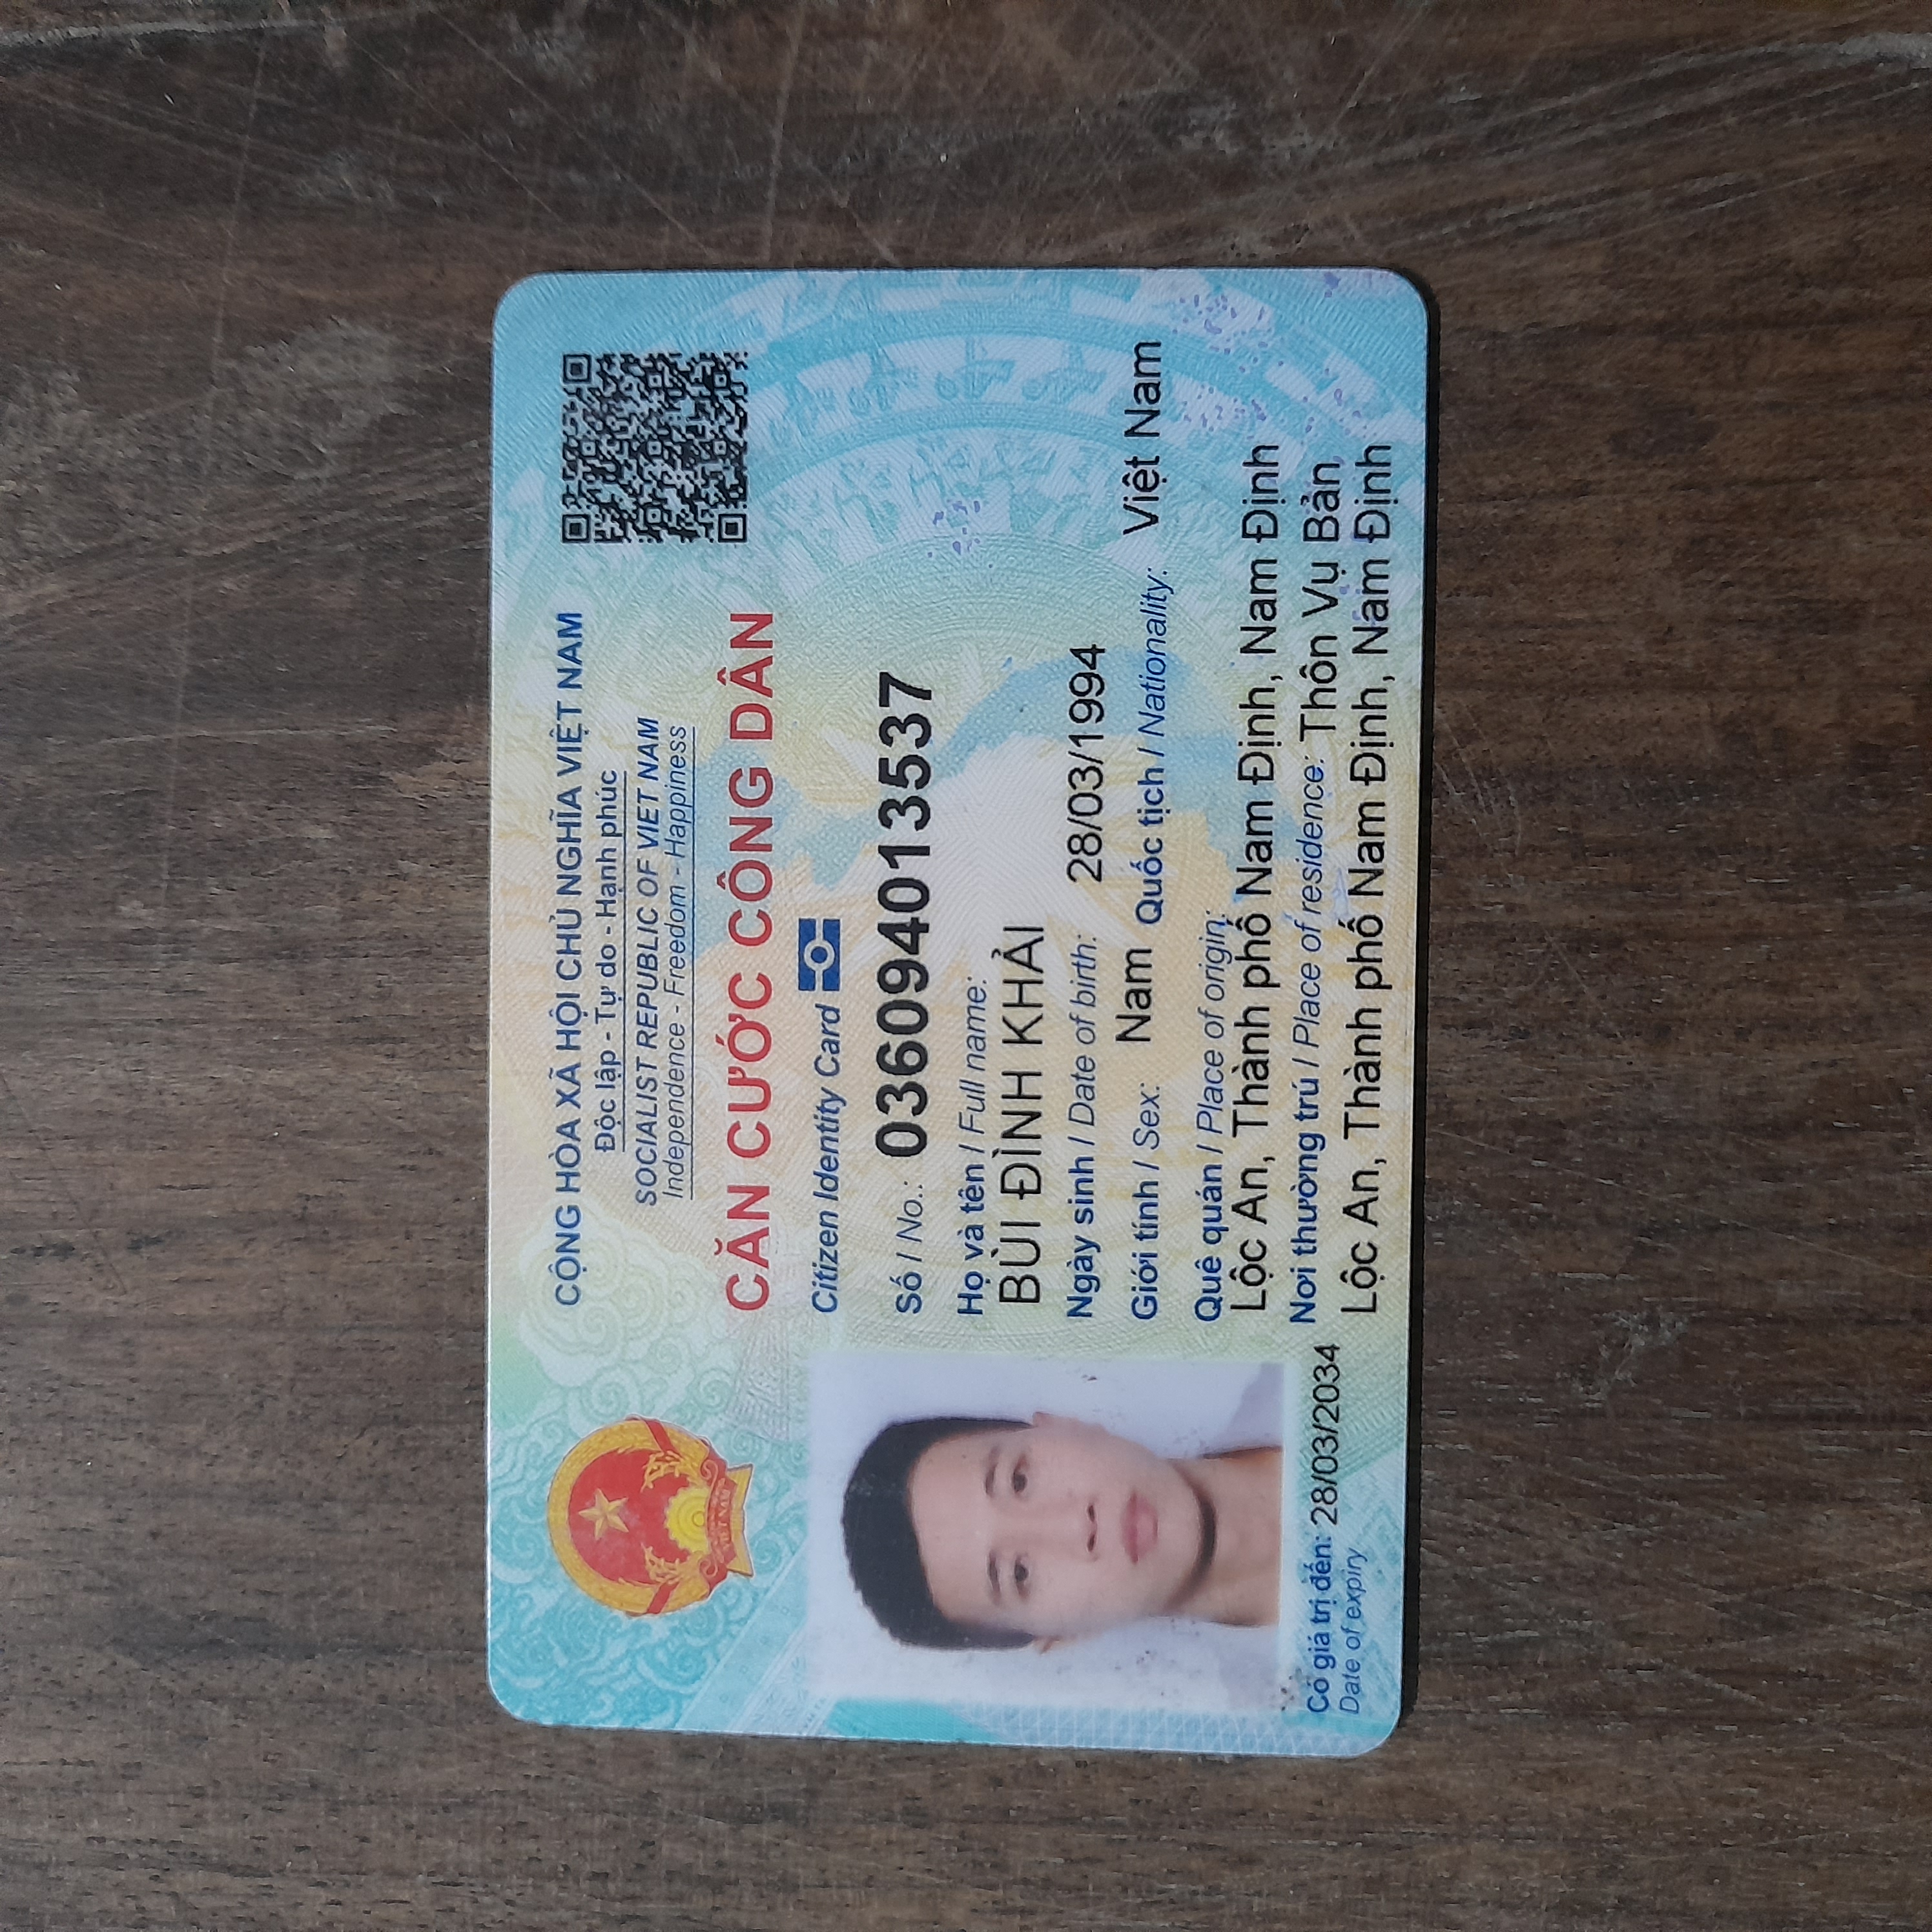 CỘNG HÒA XÃ HỘI CHỦ NGHĨA VIỆT NAM
Độc lập - Tự do - Hạnh phúc
SOCIALIST REPUBLIC OF VIET NAM
Independence - Freedom - Happiness
VIỆT NAM
CĂN CƯỚC CÔNG DÂN
Citizen Identity Card
Số / No.: 036094013537
Họ và tên / Full name:
BÙI ĐÌNH KHẢI
Ngày sinh / Date of birth: 28/03/1994
Giới tính / Sex: Nam Quốc tịch / Nationality: Việt Nam
Quê quán / Place of origin:
Lộc An, Thành phố Nam Định, Nam Định
Nơi thường trú / Place of residence: Thôn Vụ Bản
Lộc An, Thành phố Nam Định, Nam Định
Có giá trị đến: 28/03/2034
Date of expiry